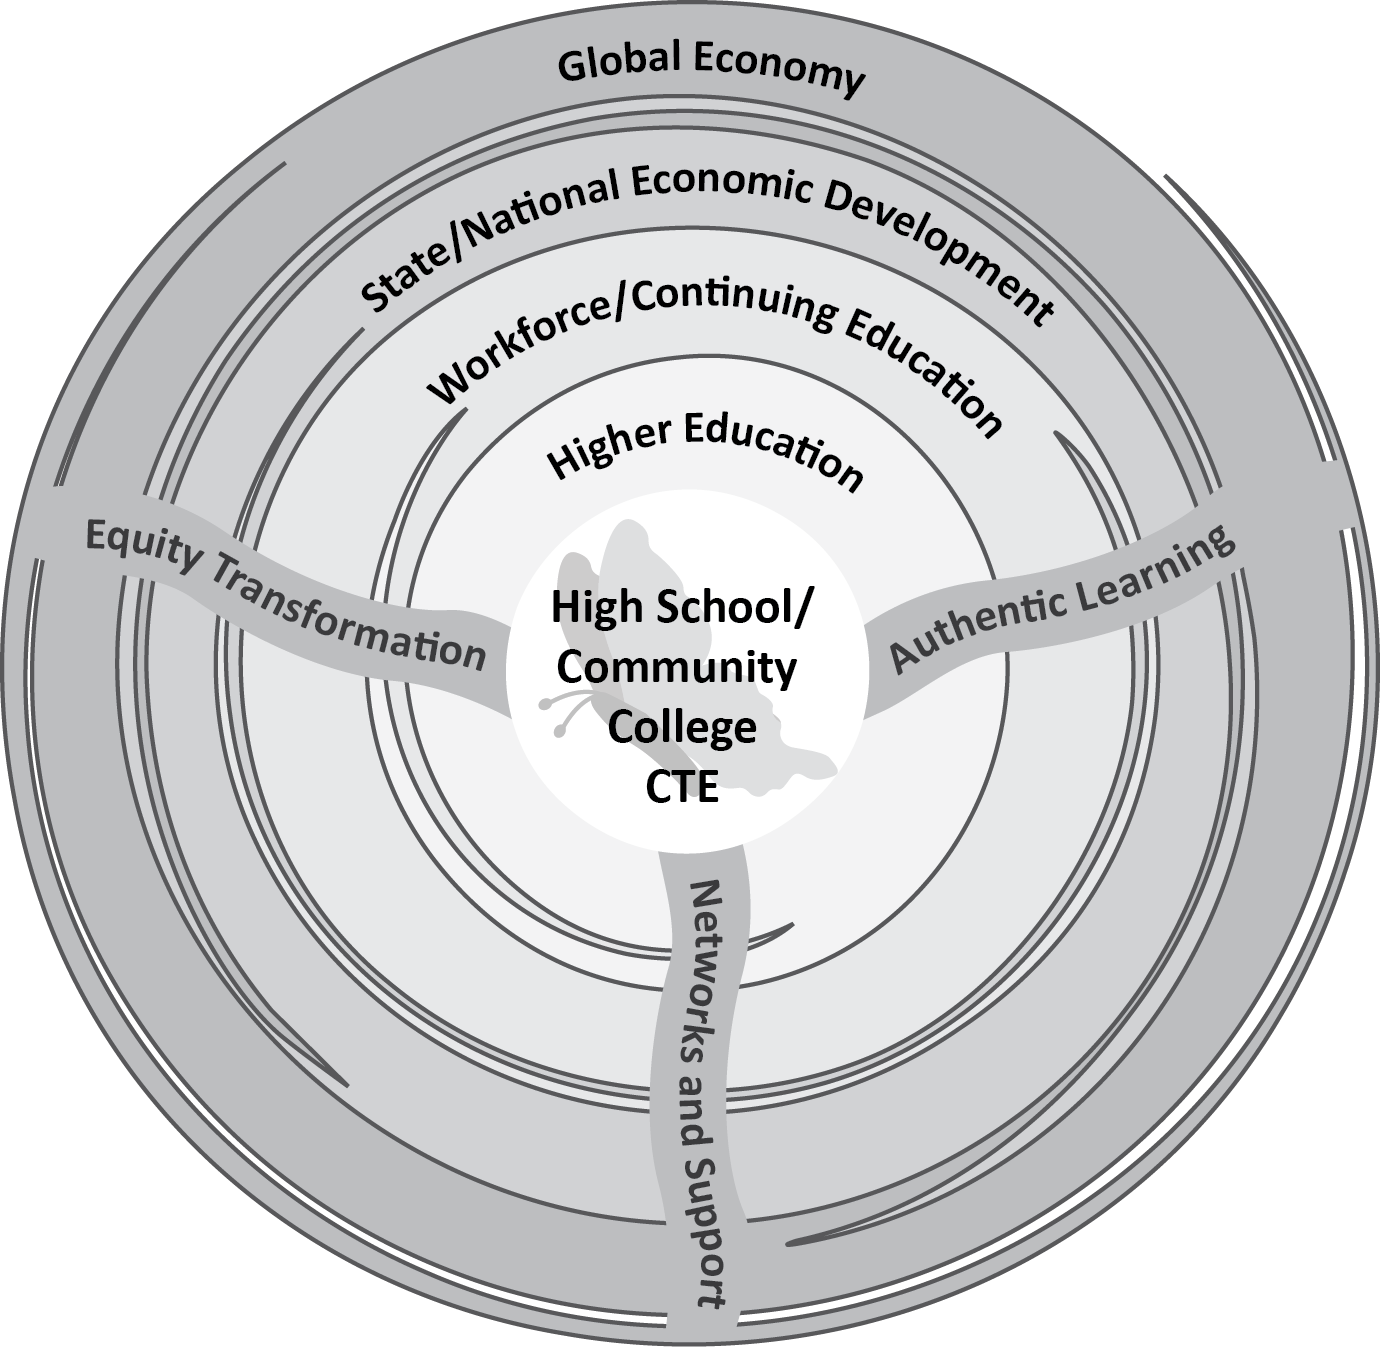 Global Economy
State/National Economic Development
Workforce/Continuing Education
Higher Education
Equity Transformation
Authentic Learning
High School/
Community
College
CTE
Networks and Support